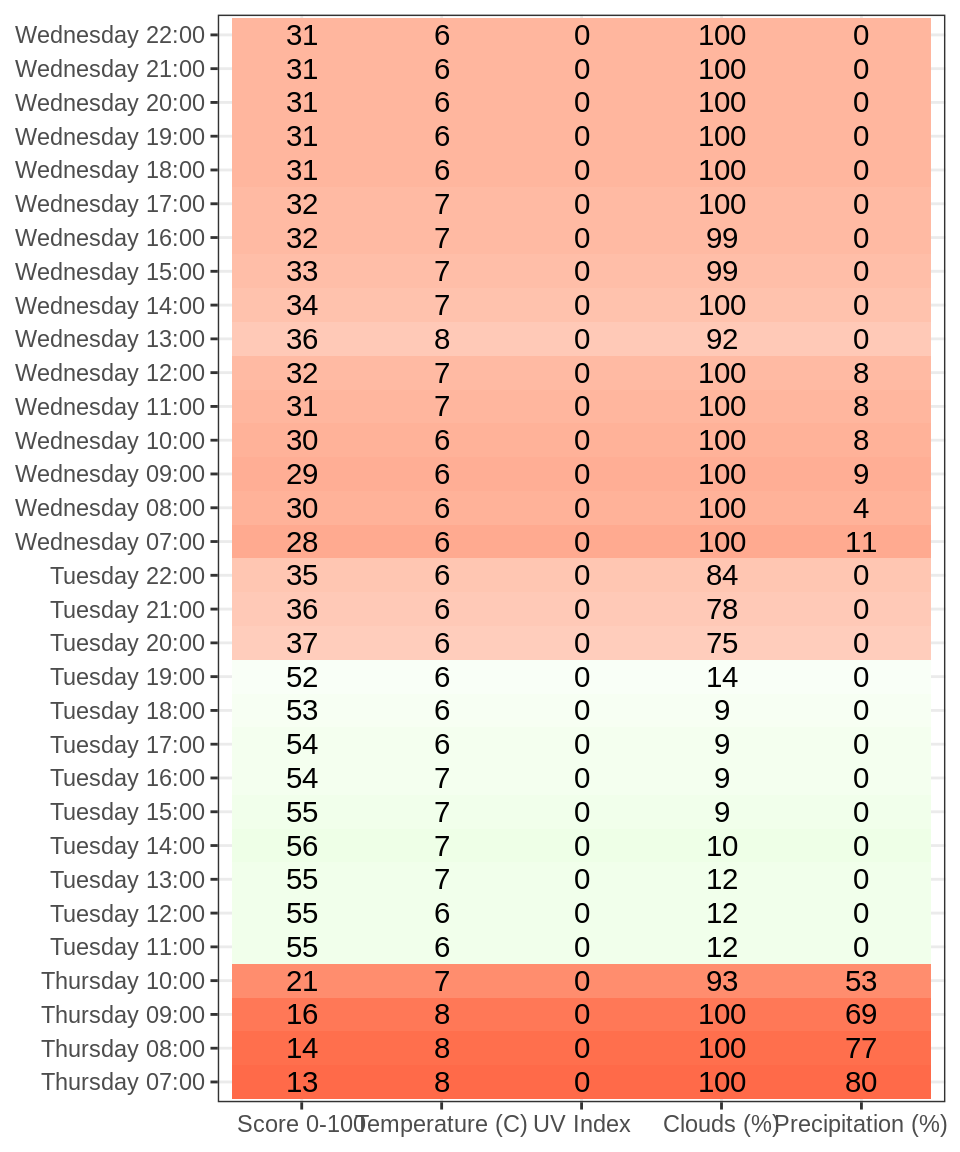 Wednesday 22:00 31 6 0 100 0
Wednesday 21:00 31 6 0 100 0
Wednesday 20:00 31 6 0 100 0
Wednesday 19:00 31 6 0 100 0
Wednesday 18:00 31 6 0 100 0
Wednesday 17:00 32 7 0 100 0
Wednesday 16:00 32 7 0 99 0
Wednesday 15:00 33 7 0 99 0
Wednesday 14:00 34 7 0 100 0
Wednesday 13:00 36 8 0 92 0
Wednesday 12:00 32 7 0 100 8
Wednesday 11:00 31 7 0 100 8
Wednesday 10:00 30 6 0 100 8
Wednesday 09:00 29 6 0 100 9
Wednesday 08:00 30 6 0 100 4
Wednesday 07:00 28 6 0 100 11
Tuesday 22:00 35 6 0 84 0
Tuesday 21:00 36 6 0 78 0
Tuesday 20:00 37 6 0 75 0
Tuesday 19:00 52 6 0 14 0
Tuesday 18:00 53 6 0 9 0
Tuesday 17:00 54 6 0 9 0
Tuesday 16:00 54 7 0 9 0
Tuesday 15:00 55 7 0 9 0
Tuesday 14:00 56 7 0 10 0
Tuesday 13:00 55 7 0 12 0
Tuesday 12:00 55 6 0 12 0
Tuesday 11:00 55 6 0 12 0
Thursday 10:00 21 7 0 93 53
Thursday 09:00 16 8 0 100 69
Thursday 08:00 14 8 0 100 77
Thursday 07:00 13 8 0 100 80
Score 0-100 Temperature (C) UV Index Clouds (%) Precipitation (%)